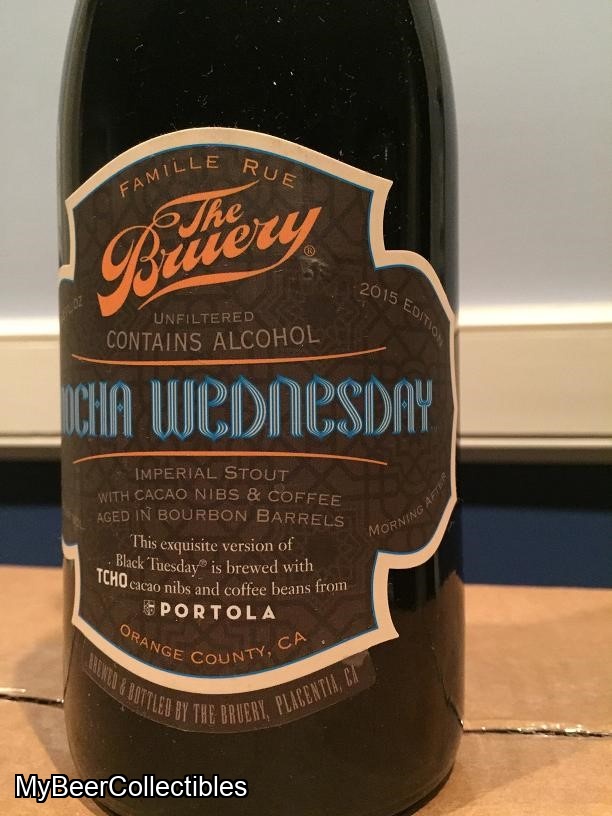 FAMILLE RUE
The
Bruery®
FL OZ
2015 EDITION
UNFILTERED
CONTAINS ALCOHOL
OCHA WEDNESDAY
IMPERIAL STOUT
WITH CACAO NIBS & COFFEE
AGED IN BOURBON BARRELS
MORNING AFTER
This exquisite version of
Black Tuesday® is brewed with
TCHO cacao nibs and coffee beans from
PORTOLA
ORANGE COUNTY, CA
BREWED & BOTTLED BY THE BRUERY, PLACENTIA, CA
MyBeerCollectibles